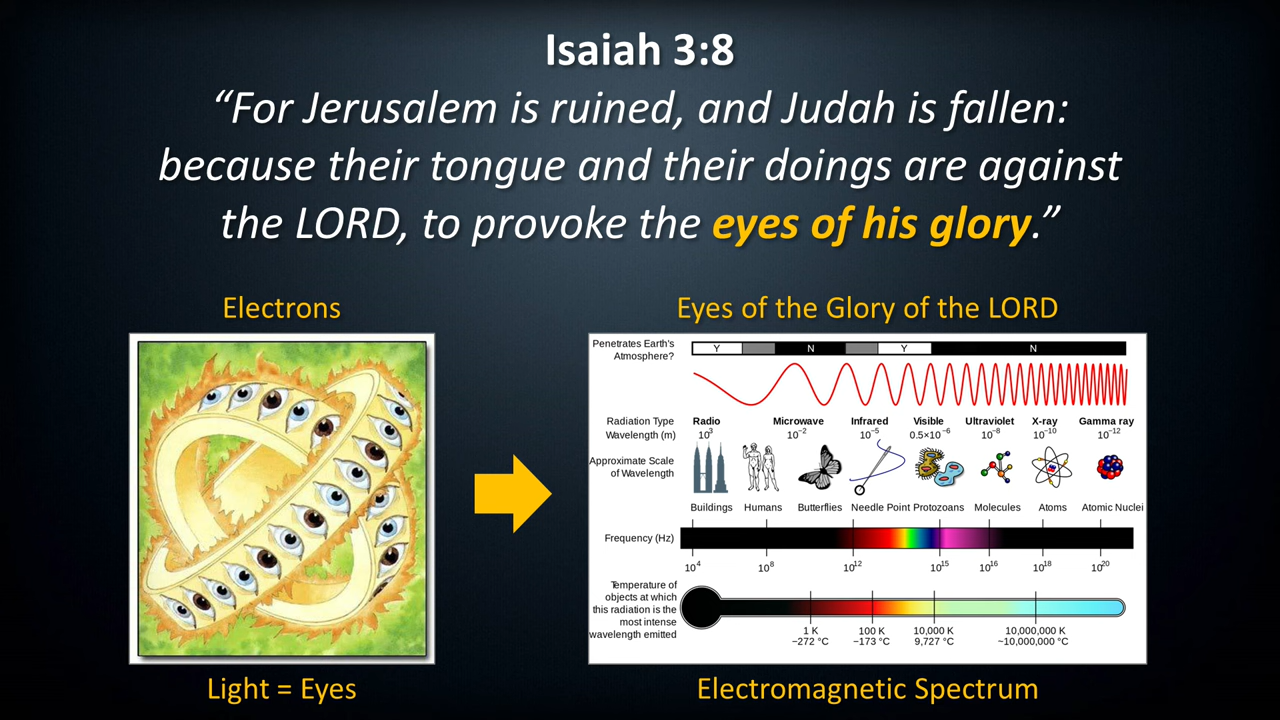 Isaiah 3:8
“For Jerusalem is ruined, and Judah is fallen:
because their tongue and their doings are against
the LORD, to provoke the eyes of his glory.”
Electrons
Eyes of the Glory of the LORD
Penetrates Earth's
Atmosphere?
Y N Y N
Radiation Type
Radio Microwave Infrared Visible Ultraviolet X-ray Gamma ray
Wavelength (m)
10³ 10⁻² 10⁻⁵ 0.5×10⁻⁶ 10⁻⁸ 10⁻¹⁰ 10⁻¹²
Approximate Scale
of Wavelength
Buildings Humans Butterflies Needle Point Protozoans Molecules Atoms Atomic Nuclei
Frequency (Hz)
10⁴ 10⁸ 10¹² 10¹⁵ 10¹⁶ 10¹⁸ 10²⁰
Temperature of
objects at which
this radiation is the
most intense
wavelength emitted
1 K 100 K 10,000 K 10,000,000 K
−272 °C −173 °C 9,727 °C ~10,000,000 °C
Light = Eyes
Electromagnetic Spectrum